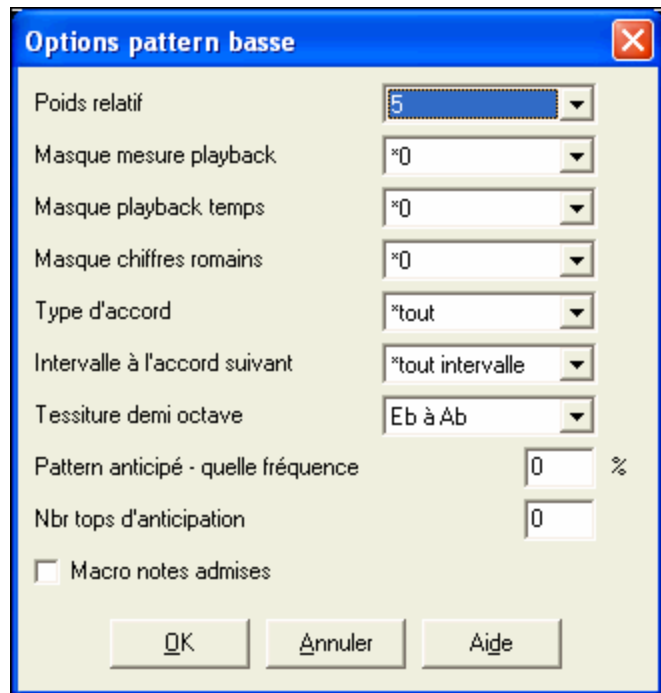 Options pattern basse
Poids relatif 5
Masque mesure playback *0
Masque playback temps *0
Masque chiffres romains *0
Type d'accord *tout
Intervalle à l'accord suivant *tout intervalle
Tessiture demi octave Eb à Ab
Pattern anticipé - quelle fréquence 0 %
Nbr tops d'anticipation 0
Macro notes admises
OK Annuler Aide